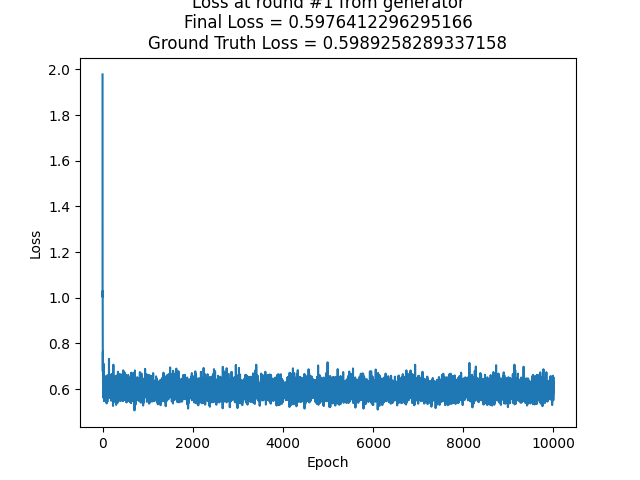 Loss at round #1 from generator
Final Loss = 0.5976412296295166
Ground Truth Loss = 0.5989258289337158
2.0
1.8
1.6
1.4
1.2
1.0
0.8
0.6
Loss
0 2000 4000 6000 8000 10000
Epoch